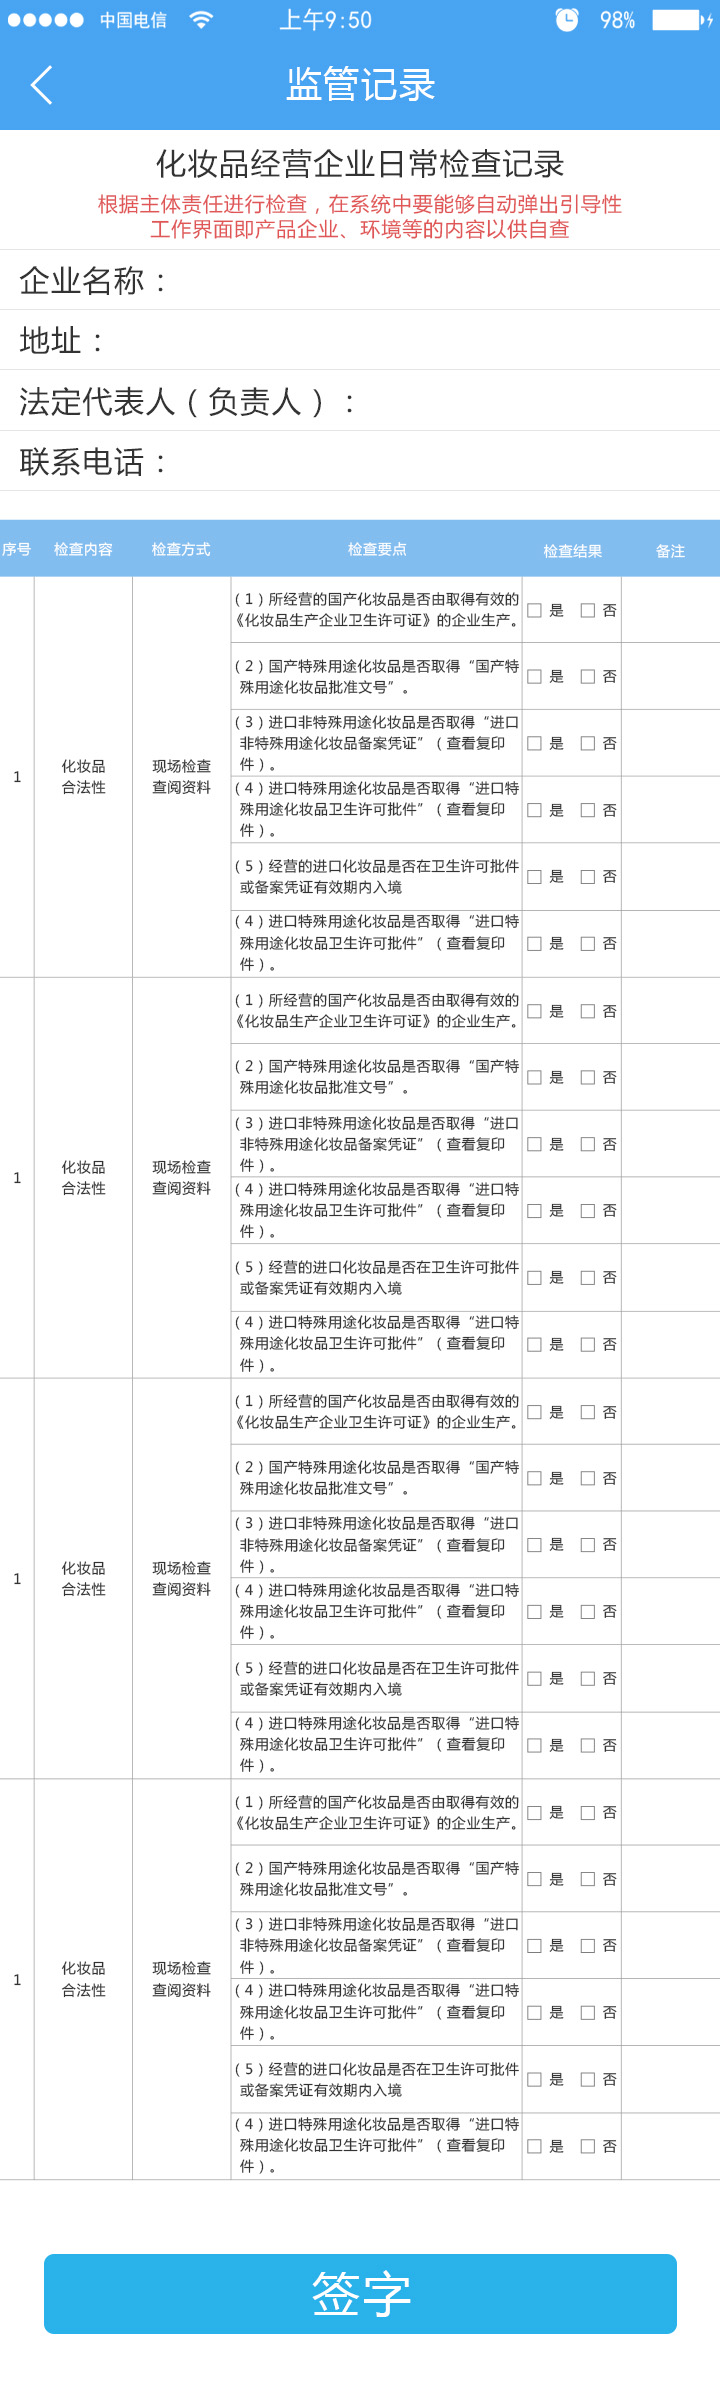 中国电信 上午9:50 98%
监管记录
化妆品经营企业日常检查记录
根据主体责任进行检查，在系统中要能够自动弹出引导性
工作界面即产品企业、环境等的内容以供自查
企业名称：
地址：
法定代表人（负责人）：
联系电话：
序号 检查内容 检查方式 检查要点 检查结果 备注
1
化妆品
合法性
现场检查
查阅资料
（1）所经营的国产化妆品是否由取得有效的
《化妆品生产企业卫生许可证》的企业生产。
是 否
（2）国产特殊用途化妆品是否取得“国产特
殊用途化妆品批准文号”。
是 否
（3）进口非特殊用途化妆品是否取得“进口
非特殊用途化妆品备案凭证”（查看复印
件）。
是 否
（4）进口特殊用途化妆品是否取得“进口特
殊用途化妆品卫生许可批件”（查看复印
件）。
是 否
（5）经营的进口化妆品是否在卫生许可批件
或备案凭证有效期内入境
是 否
（4）进口特殊用途化妆品是否取得“进口特
殊用途化妆品卫生许可批件”（查看复印
件）。
是 否
1
化妆品
合法性
现场检查
查阅资料
（1）所经营的国产化妆品是否由取得有效的
《化妆品生产企业卫生许可证》的企业生产。
是 否
（2）国产特殊用途化妆品是否取得“国产特
殊用途化妆品批准文号”。
是 否
（3）进口非特殊用途化妆品是否取得“进口
非特殊用途化妆品备案凭证”（查看复印
件）。
是 否
（4）进口特殊用途化妆品是否取得“进口特
殊用途化妆品卫生许可批件”（查看复印
件）。
是 否
（5）经营的进口化妆品是否在卫生许可批件
或备案凭证有效期内入境
是 否
（4）进口特殊用途化妆品是否取得“进口特
殊用途化妆品卫生许可批件”（查看复印
件）。
是 否
1
化妆品
合法性
现场检查
查阅资料
（1）所经营的国产化妆品是否由取得有效的
《化妆品生产企业卫生许可证》的企业生产。
是 否
（2）国产特殊用途化妆品是否取得“国产特
殊用途化妆品批准文号”。
是 否
（3）进口非特殊用途化妆品是否取得“进口
非特殊用途化妆品备案凭证”（查看复印
件）。
是 否
（4）进口特殊用途化妆品是否取得“进口特
殊用途化妆品卫生许可批件”（查看复印
件）。
是 否
（5）经营的进口化妆品是否在卫生许可批件
或备案凭证有效期内入境
是 否
（4）进口特殊用途化妆品是否取得“进口特
殊用途化妆品卫生许可批件”（查看复印
件）。
是 否
1
化妆品
合法性
现场检查
查阅资料
（1）所经营的国产化妆品是否由取得有效的
《化妆品生产企业卫生许可证》的企业生产。
是 否
（2）国产特殊用途化妆品是否取得“国产特
殊用途化妆品批准文号”。
是 否
（3）进口非特殊用途化妆品是否取得“进口
非特殊用途化妆品备案凭证”（查看复印
件）。
是 否
（4）进口特殊用途化妆品是否取得“进口特
殊用途化妆品卫生许可批件”（查看复印
件）。
是 否
（5）经营的进口化妆品是否在卫生许可批件
或备案凭证有效期内入境
是 否
（4）进口特殊用途化妆品是否取得“进口特
殊用途化妆品卫生许可批件”（查看复印
件）。
是 否
签字